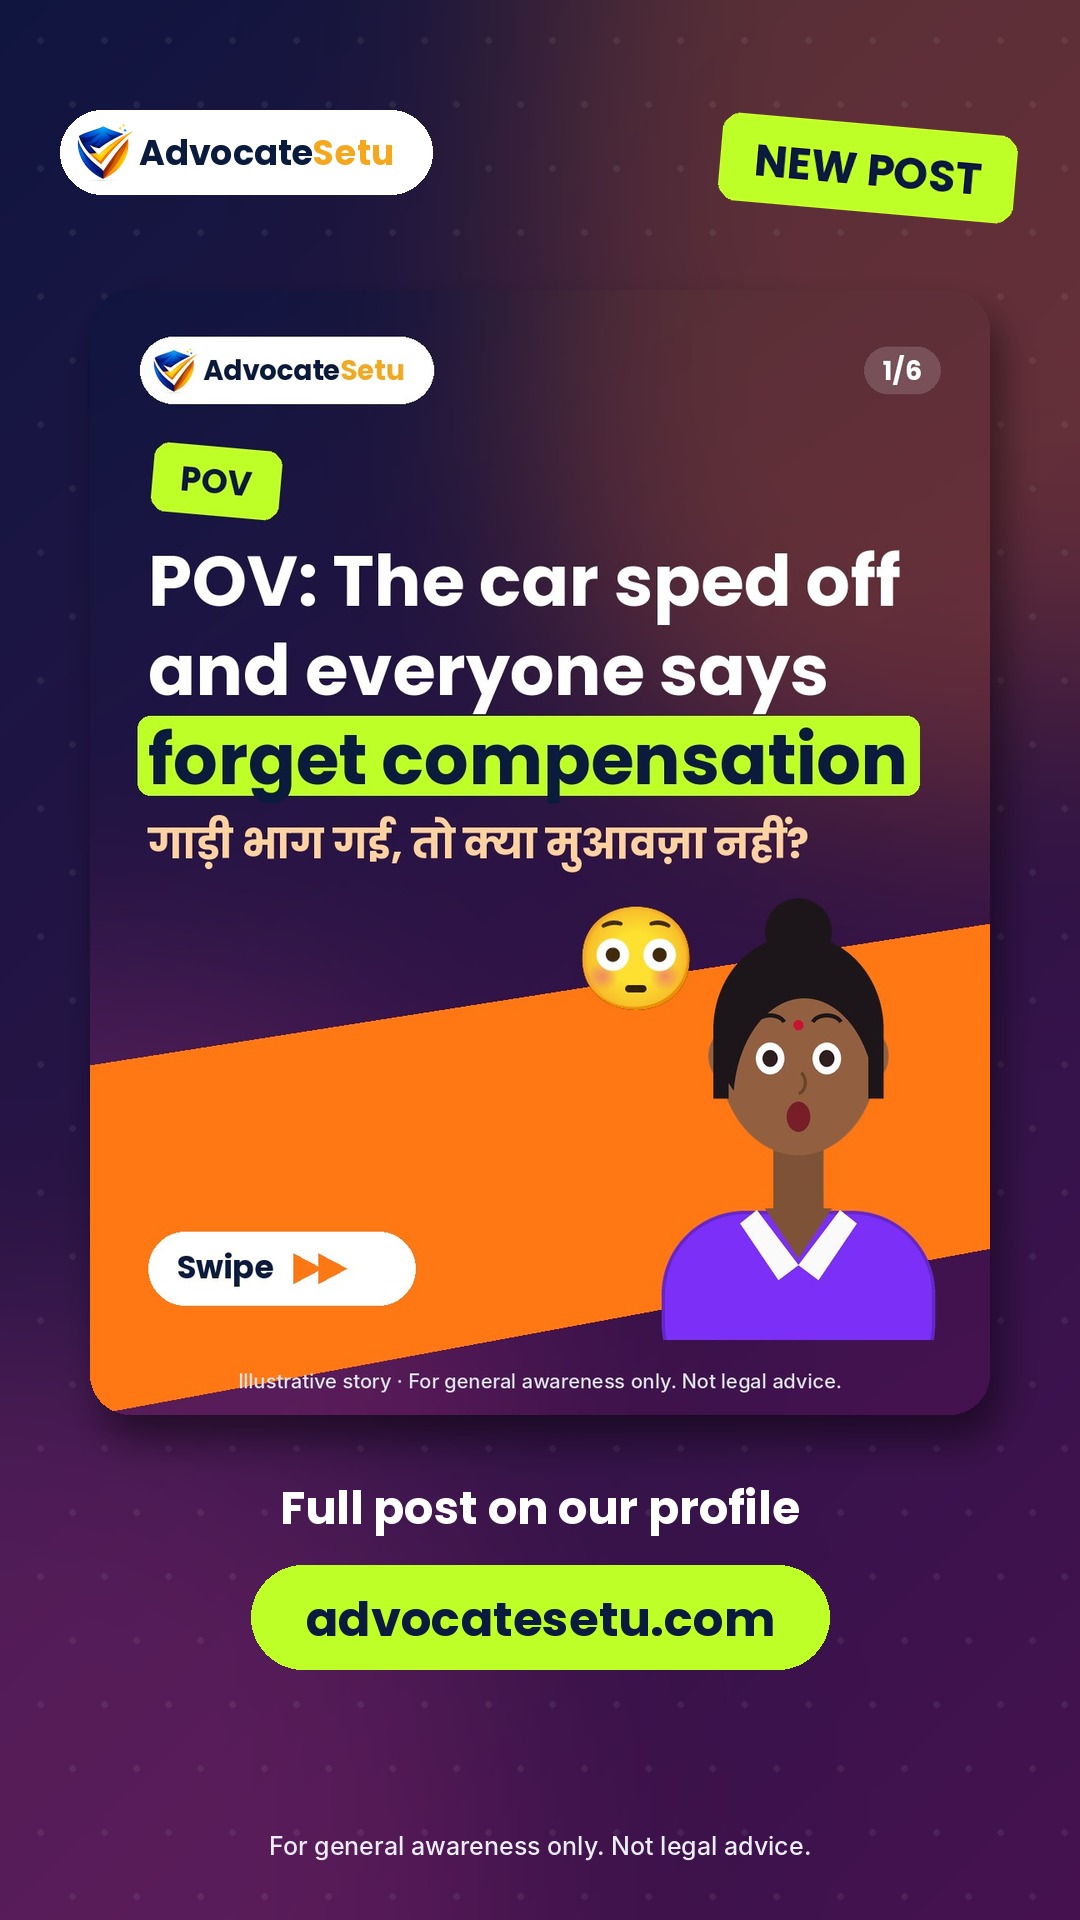 AdvocateSetu
NEW POST
AdvocateSetu
1/6
POV
POV: The car sped off
and everyone says
forget compensation
गाड़ी भाग गई, तो क्या मुआवज़ा नहीं?
Swipe
Illustrative story · For general awareness only. Not legal advice.
Full post on our profile
advocatesetu.com
For general awareness only. Not legal advice.